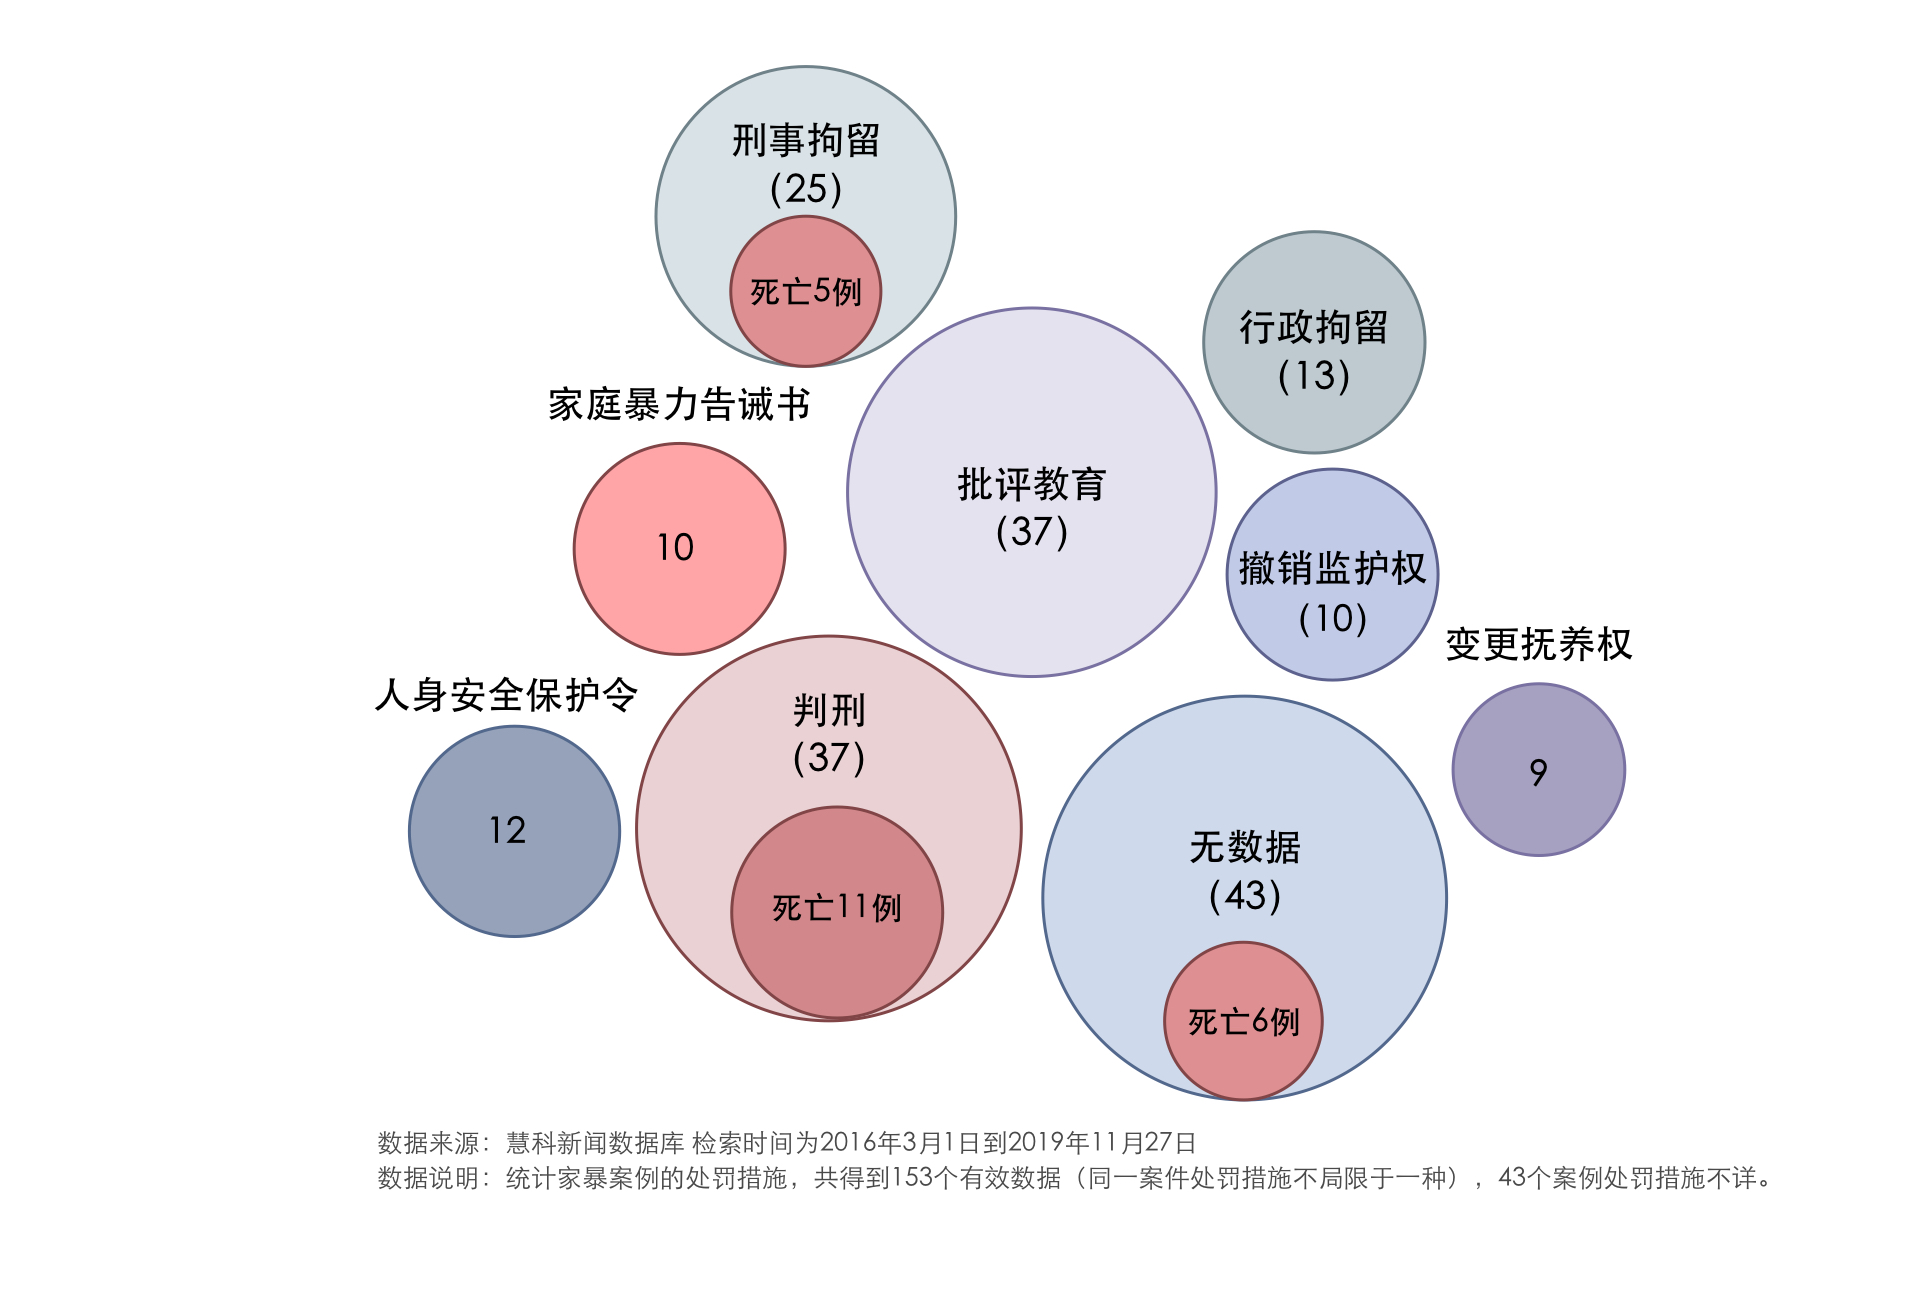 刑事拘留
(25)
死亡5例
行政拘留
(13)
家庭暴力告诫书
10
批评教育
(37)
撤销监护权
(10)
变更抚养权
9
人身安全保护令
12
判刑
(37)
死亡11例
无数据
(43)
死亡6例
数据来源：慧科新闻数据库 检索时间为2016年3月1日到2019年11月27日
数据说明：统计家暴案例的处罚措施，共得到153个有效数据（同一案件处罚措施不局限于一种），43个案例处罚措施不详。